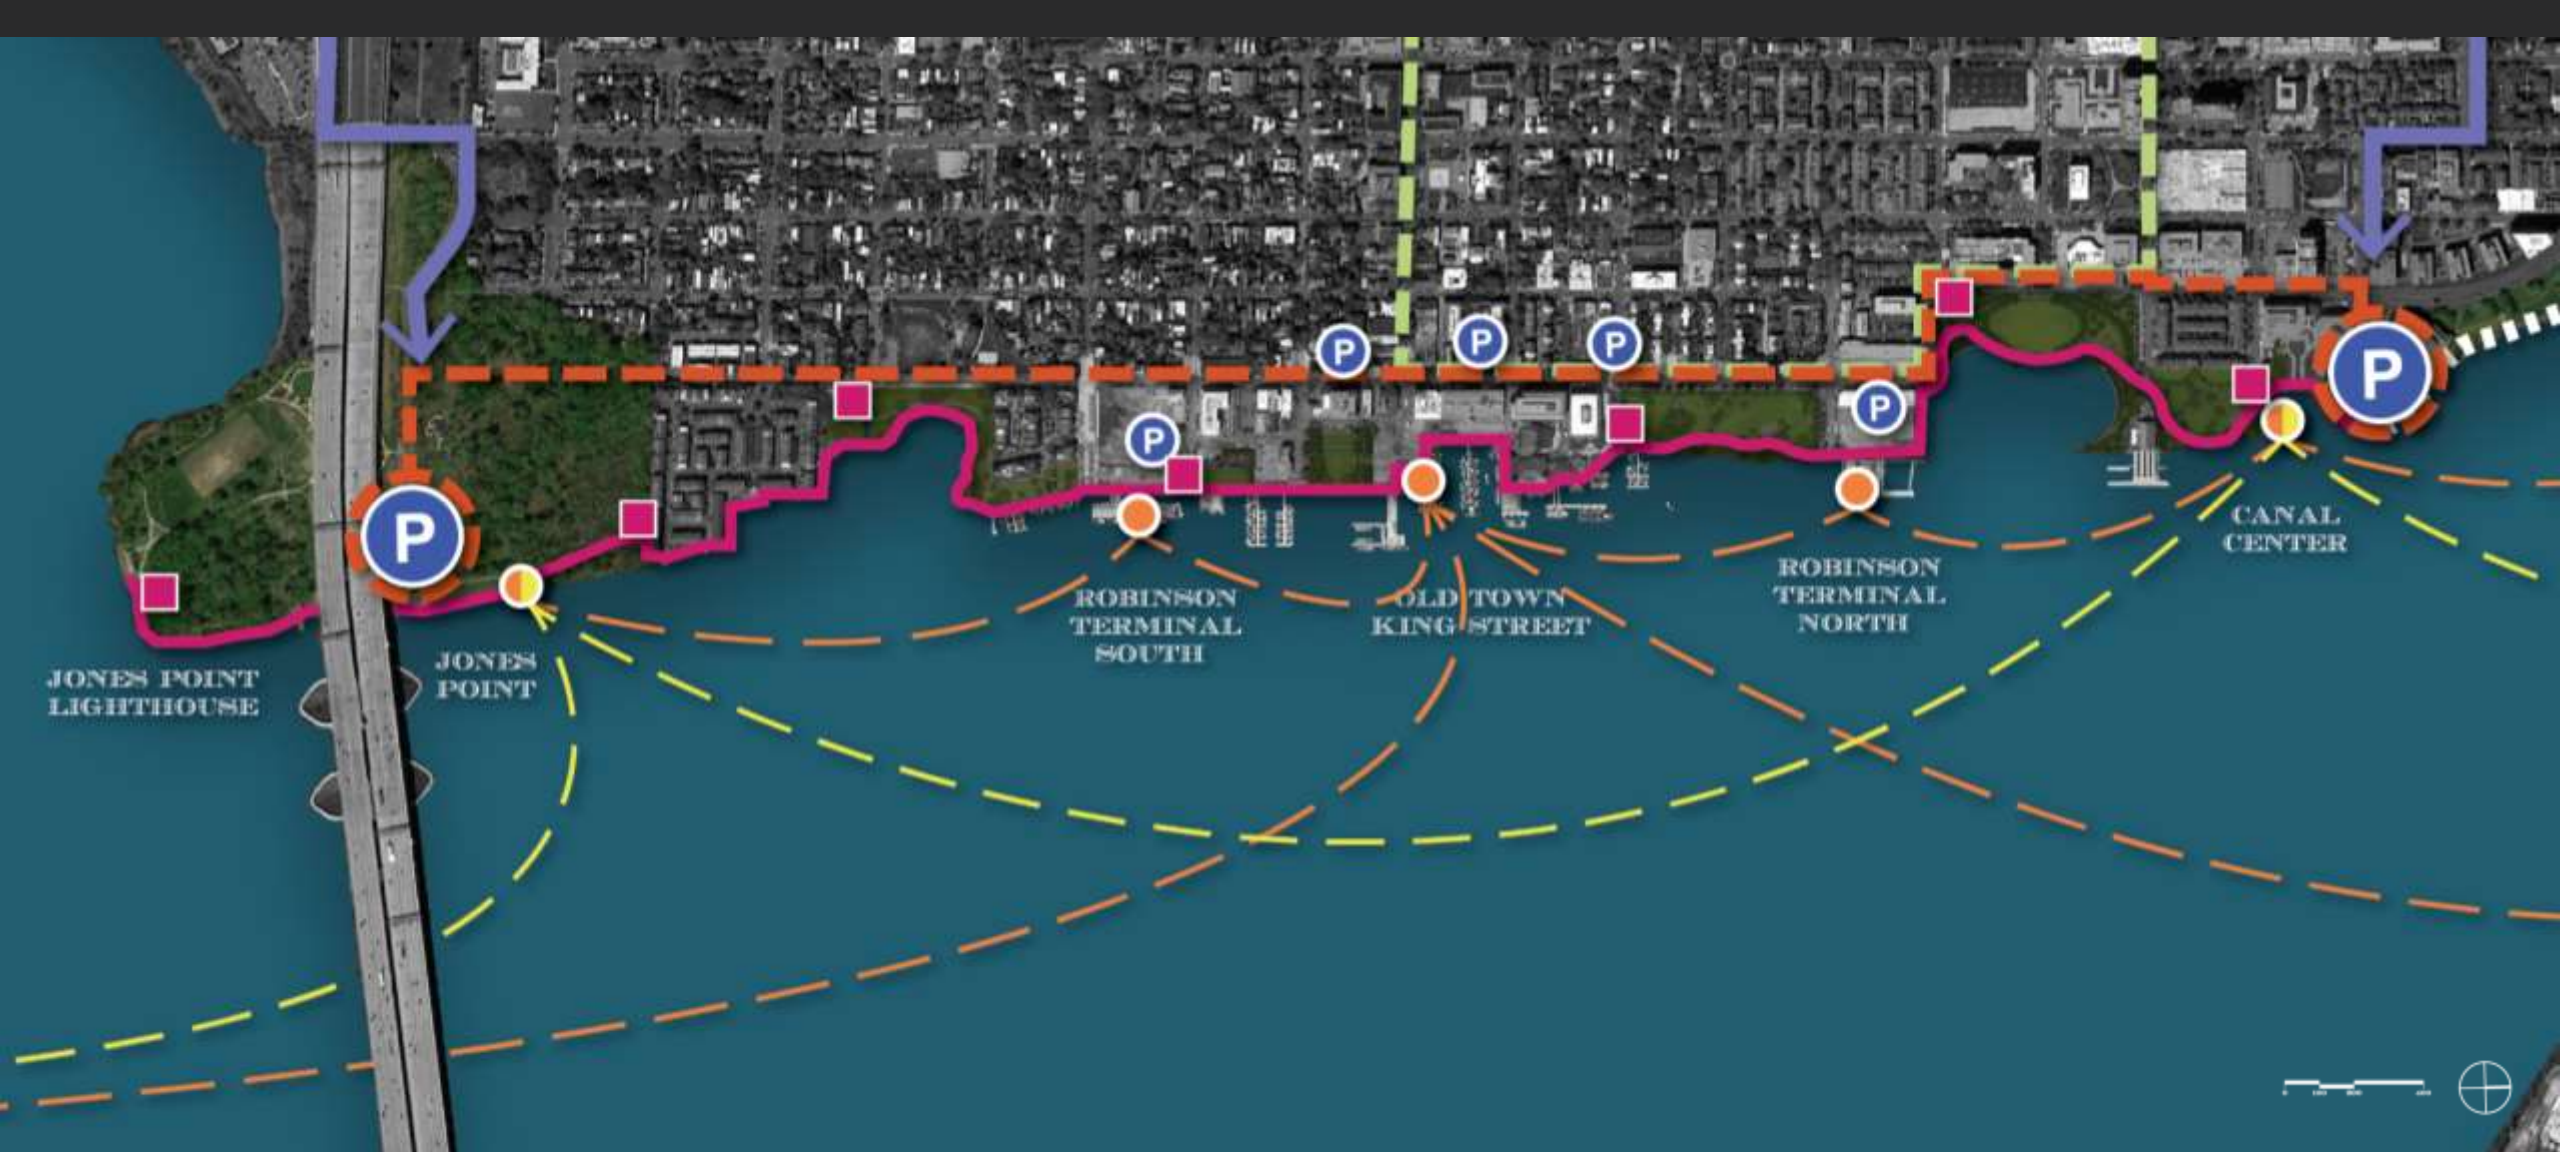 P
P
P
P
P
P
P
ROBINSON
TERMINAL
SOUTH
OLD TOWN
KING STREET
ROBINSON
TERMINAL
NORTH
CANAL
CENTER
JONES
POINT
JONES POINT
LIGHTHOUSE